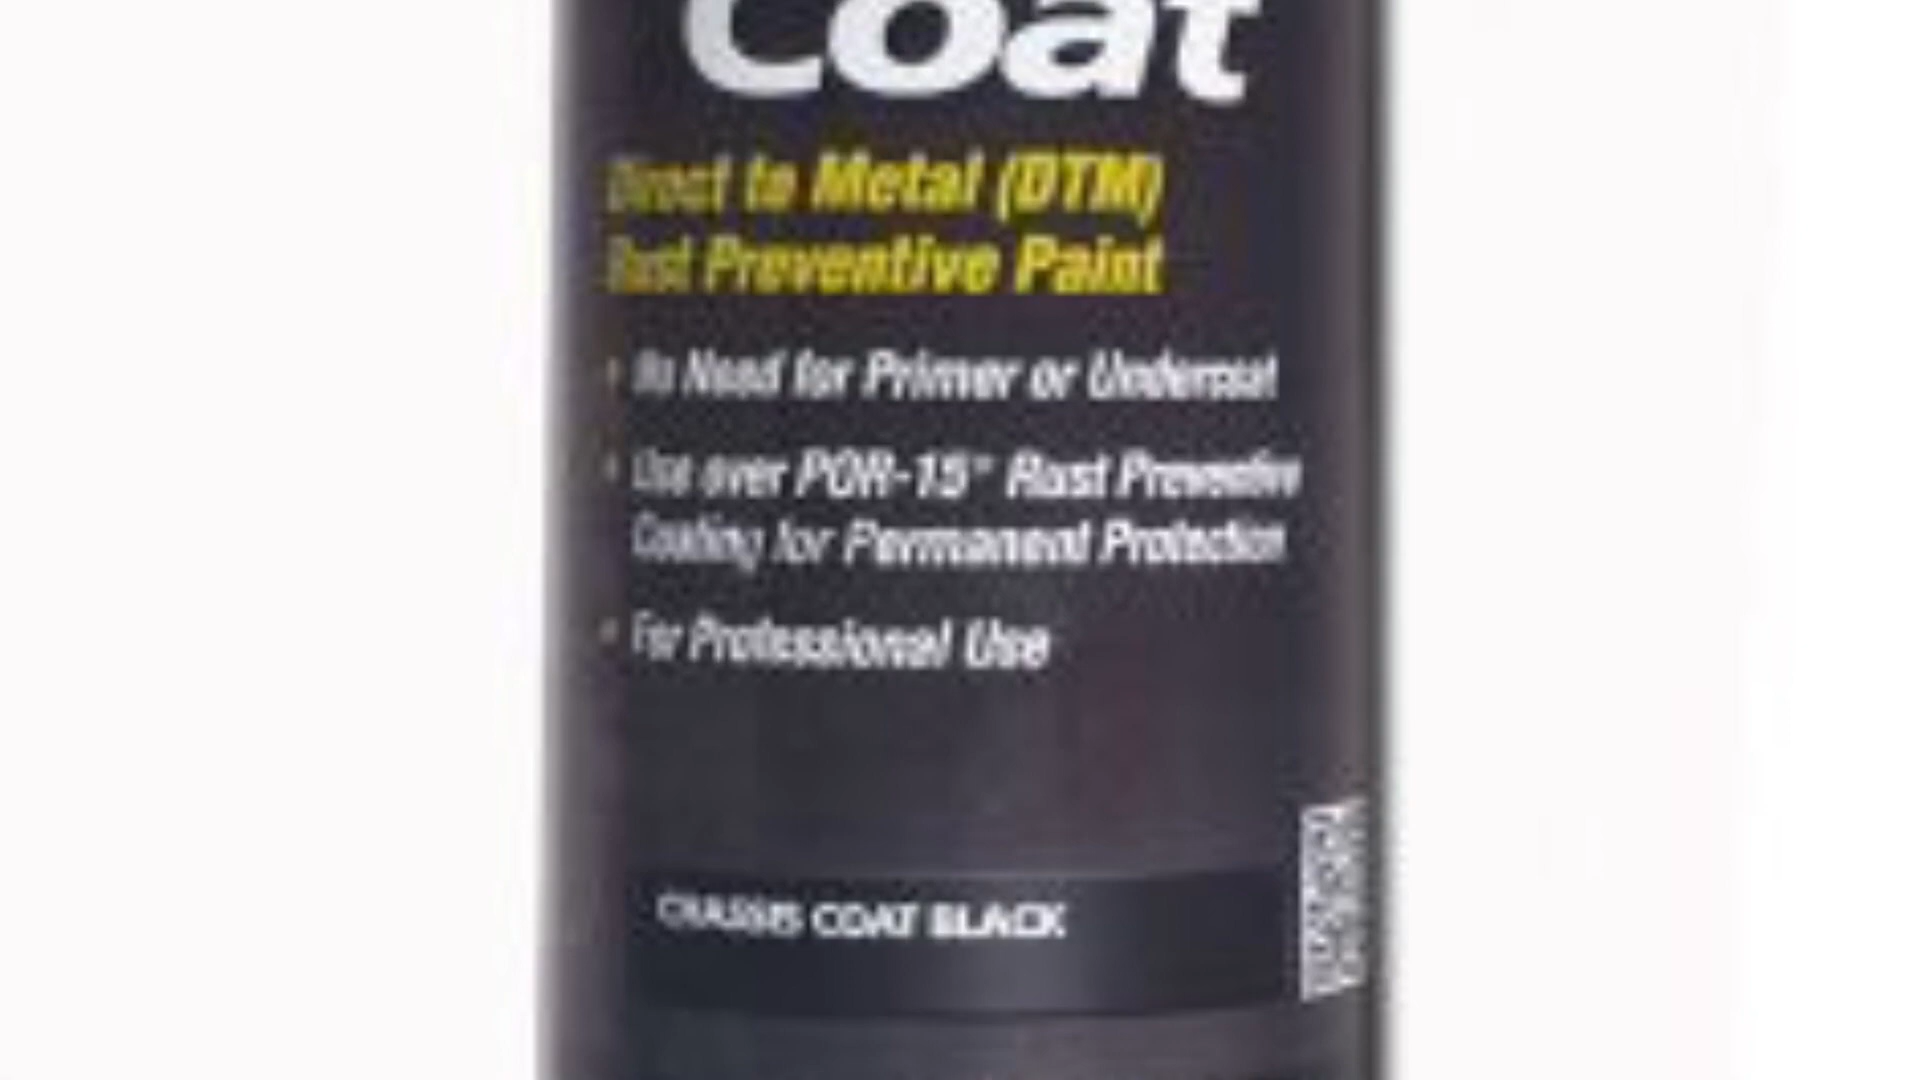 Coat
Direct to Metal (DTM)
Rust Preventive Paint
• No Need for Primer or Undercoat
• Use over POR-15™ Rust Preventive
Coating for Permanent Protection
• For Professional Use
CHASSIS COAT BLACK